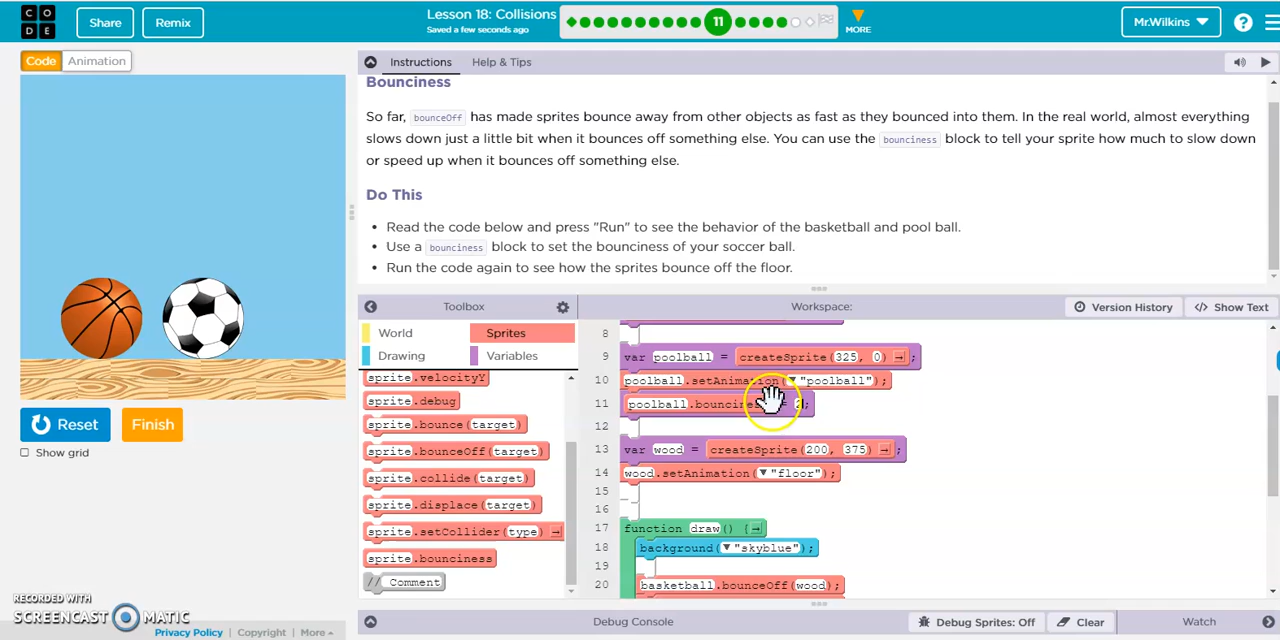 C O
D E
Share
Remix
Lesson 18: Collisions
Saved a few seconds ago
11
MORE
Mr.Wilkins
?
Code
Animation
Instructions
Help & Tips
Bounciness
So far, bounceOff has made sprites bounce away from other objects as fast as they bounced into them. In the real world, almost everything
slows down just a little bit when it bounces off something else. You can use the bounciness block to tell your sprite how much to slow down
or speed up when it bounces off something else.
Do This
• Read the code below and press "Run" to see the behavior of the basketball and pool ball.
• Use a bounciness block to set the bounciness of your soccer ball.
• Run the code again to see how the sprites bounce off the floor.
Toolbox
Workspace:
Version History
</> Show Text
World
Sprites
Drawing
Variables
sprite.velocityY
sprite.debug
sprite.bounce(target)
sprite.bounceOff(target)
sprite.collide(target)
sprite.displace(target)
sprite.setCollider(type)
sprite.bounciness
// Comment
8
9 var poolball = createSprite(325, 0);
10 poolball.setAnimation("poolball");
11 poolball.bounciness = 2;
12
13 var wood = createSprite(200, 375);
14 wood.setAnimation("floor");
15
16
17 function draw() {
18 background("skyblue");
19
20 basketball.bounceOff(wood);
Reset
Finish
Show grid
RECORDED WITH
SCREENCAST MATIC
Privacy Policy | Copyright | More
Debug Console
Debug Sprites: Off
Clear
Watch